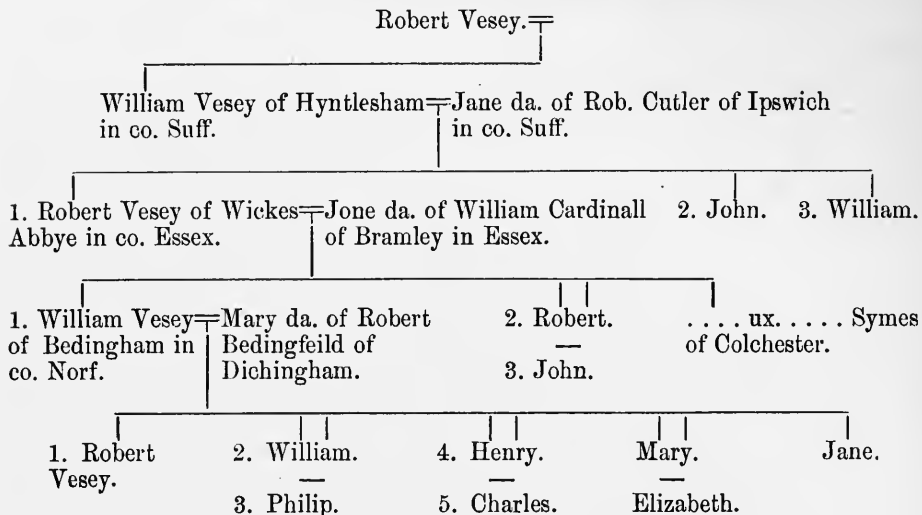 Robert Vesey.=
William Vesey of Hyntlesham=Jane da. of Rob. Cutler of Ipswich
in co. Suff. in co. Suff.
1. Robert Vesey of Wickes=Jone da. of William Cardinall 2. John. 3. William.
Abbye in co. Essex. of Bramley in Essex.
1. William Vesey=Mary da. of Robert 2. Robert. . . . . ux. . . . . Symes
of Bedingham in Bedingfeild of — of Colchester.
co. Norf. Dichingham. 3. John.
1. Robert 2. William. 4. Henry. Mary. Jane.
Vesey. — — —
3. Philip. 5. Charles. Elizabeth.